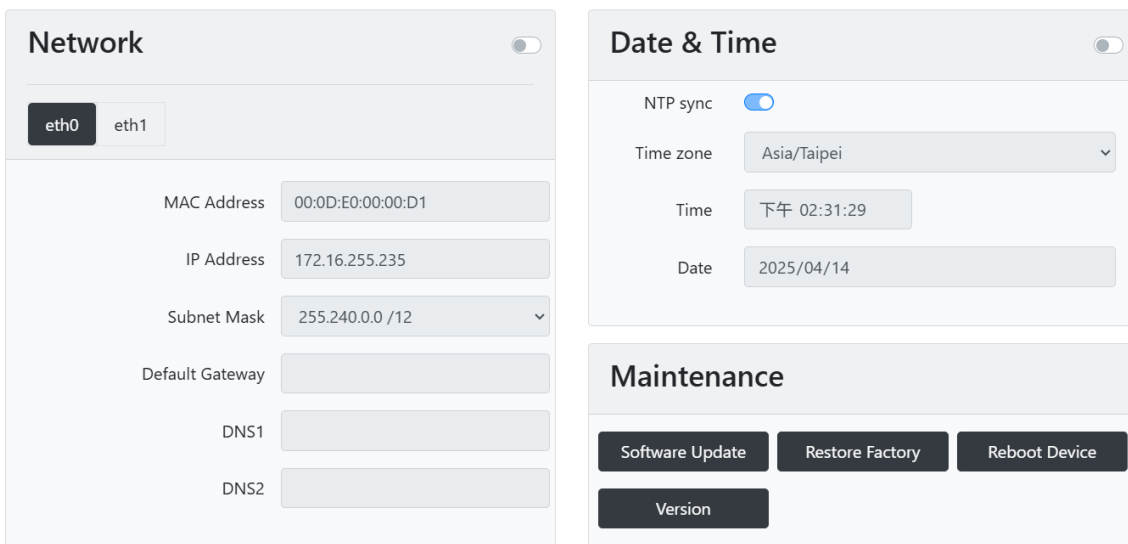 Network
eth0 eth1
MAC Address 00:0D:E0:00:00:D1
IP Address 172.16.255.235
Subnet Mask 255.240.0.0 /12
Default Gateway
DNS1
DNS2
Date & Time
NTP sync
Time zone Asia/Taipei
Time 下午 02:31:29
Date 2025/04/14
Maintenance
Software Update Restore Factory Reboot Device
Version